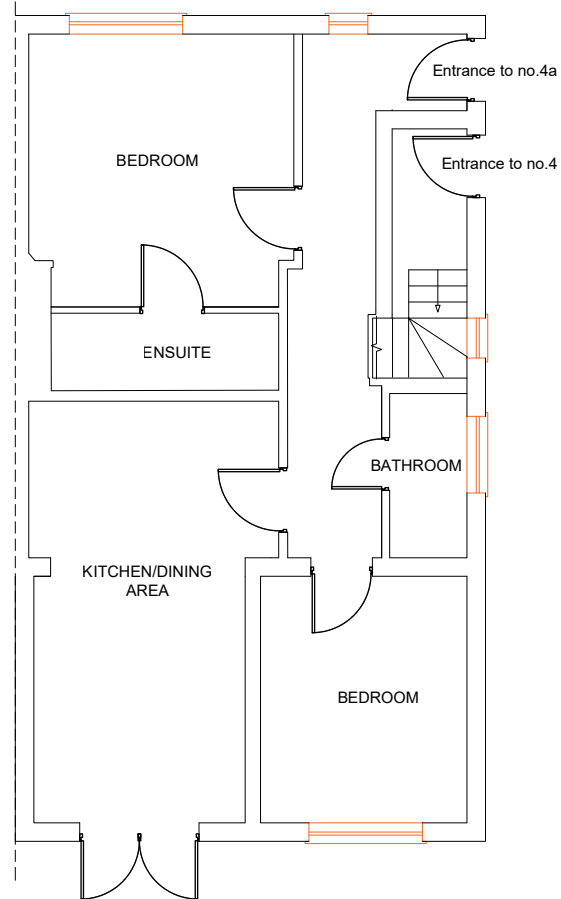 Entrance to no.4a
BEDROOM
Entrance to no.4
ENSUITE
BATHROOM
KITCHEN/DINING
AREA
BEDROOM